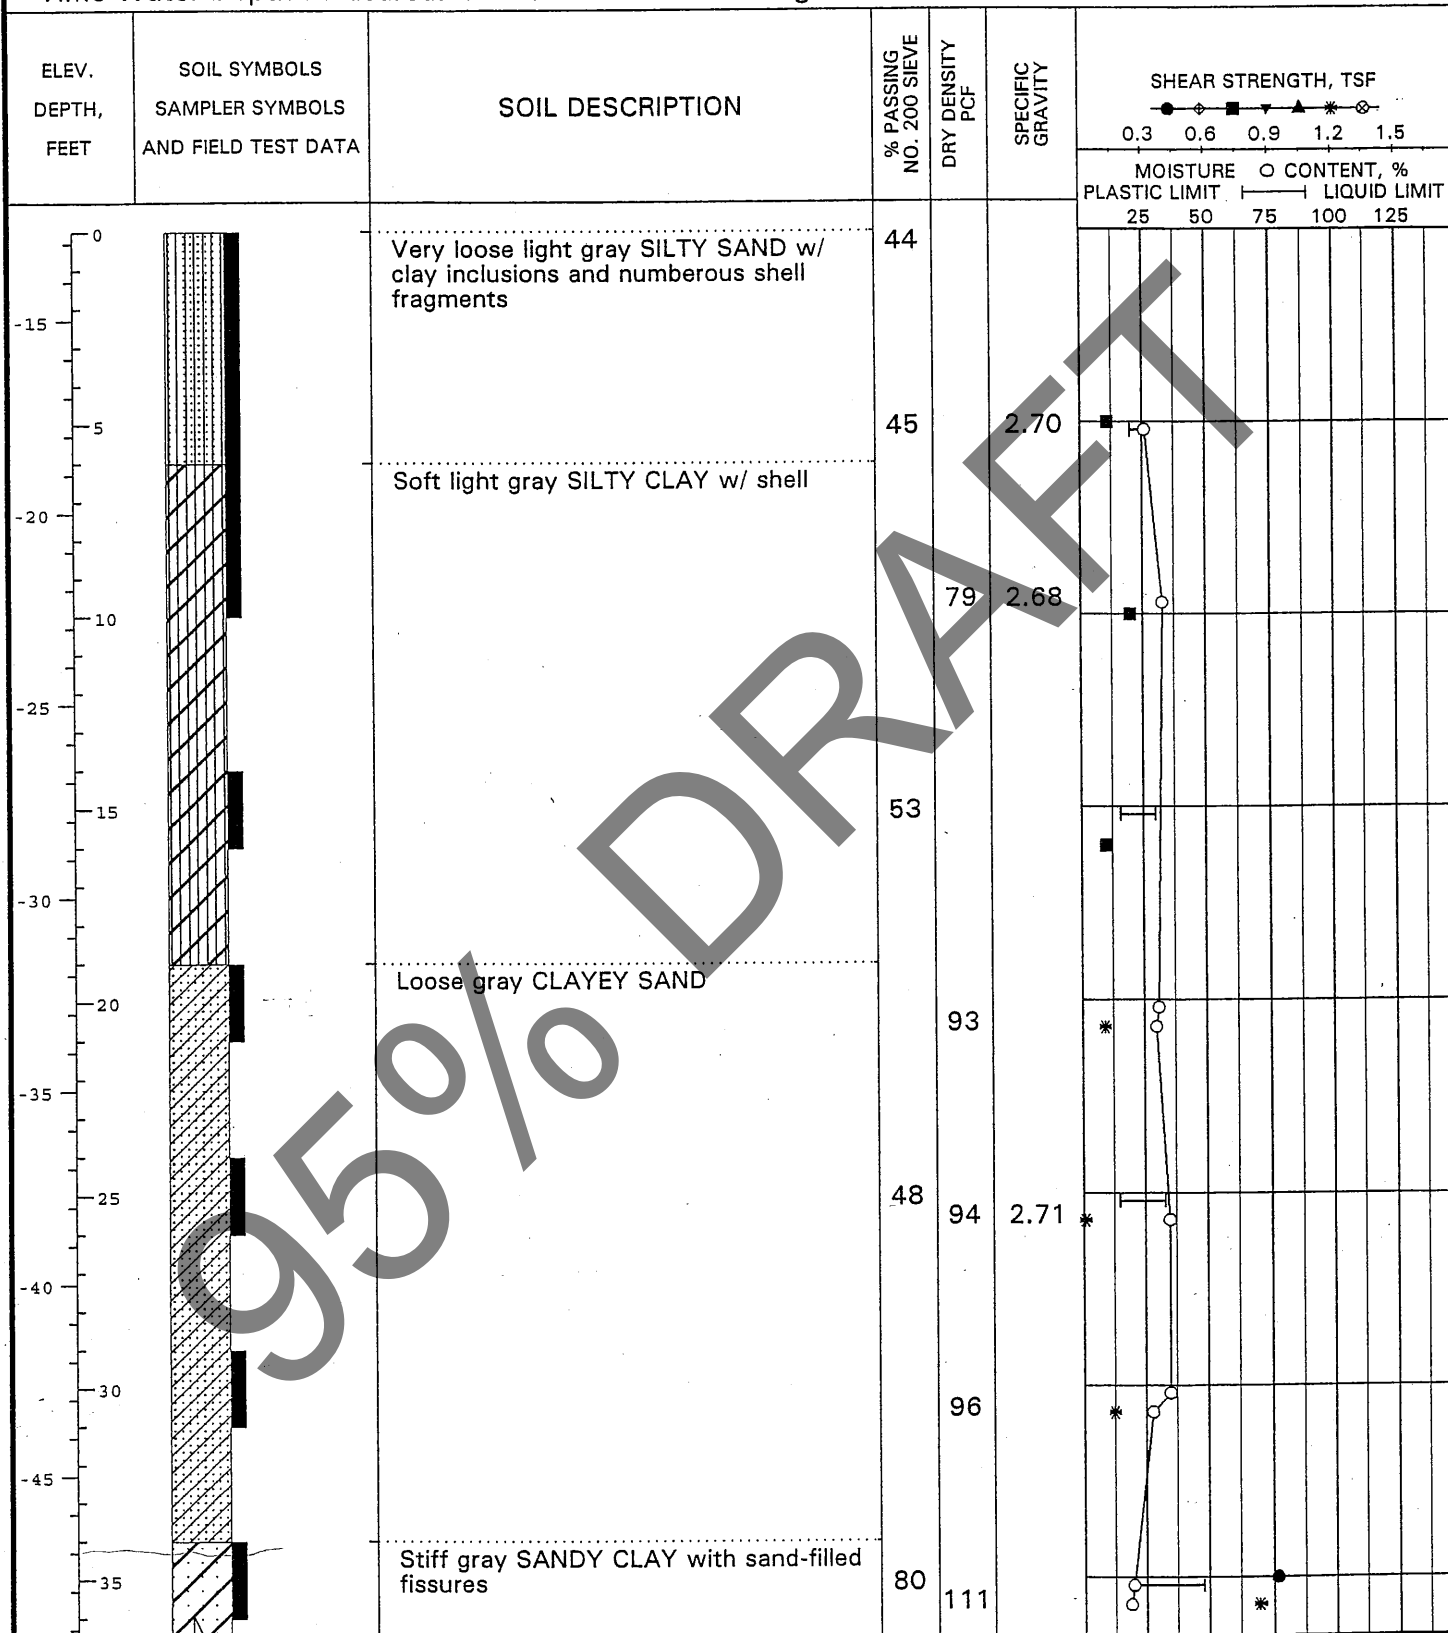 ELEV.
DEPTH,
FEET
SOIL SYMBOLS
SAMPLER SYMBOLS
AND FIELD TEST DATA
SOIL DESCRIPTION
% PASSING
NO. 200 SIEVE
DRY DENSITY
PCF
SPECIFIC
GRAVITY
SHEAR STRENGTH, TSF
0.3 0.6 0.9 1.2 1.5
MOISTURE CONTENT, %
PLASTIC LIMIT LIQUID LIMIT
25 50 75 100 125
0
Very loose light gray SILTY SAND w/
clay inclusions and numberous shell
fragments
44
-15
5
45 2.70
Soft light gray SILTY CLAY w/ shell
-20
79 2.68
10
-25
15
53
-30
Loose gray CLAYEY SAND
20
93
-35
25
48
94 2.71
-40
30
96
-45
Stiff gray SANDY CLAY with sand-filled
fissures
35
80
111
95% DRAFT